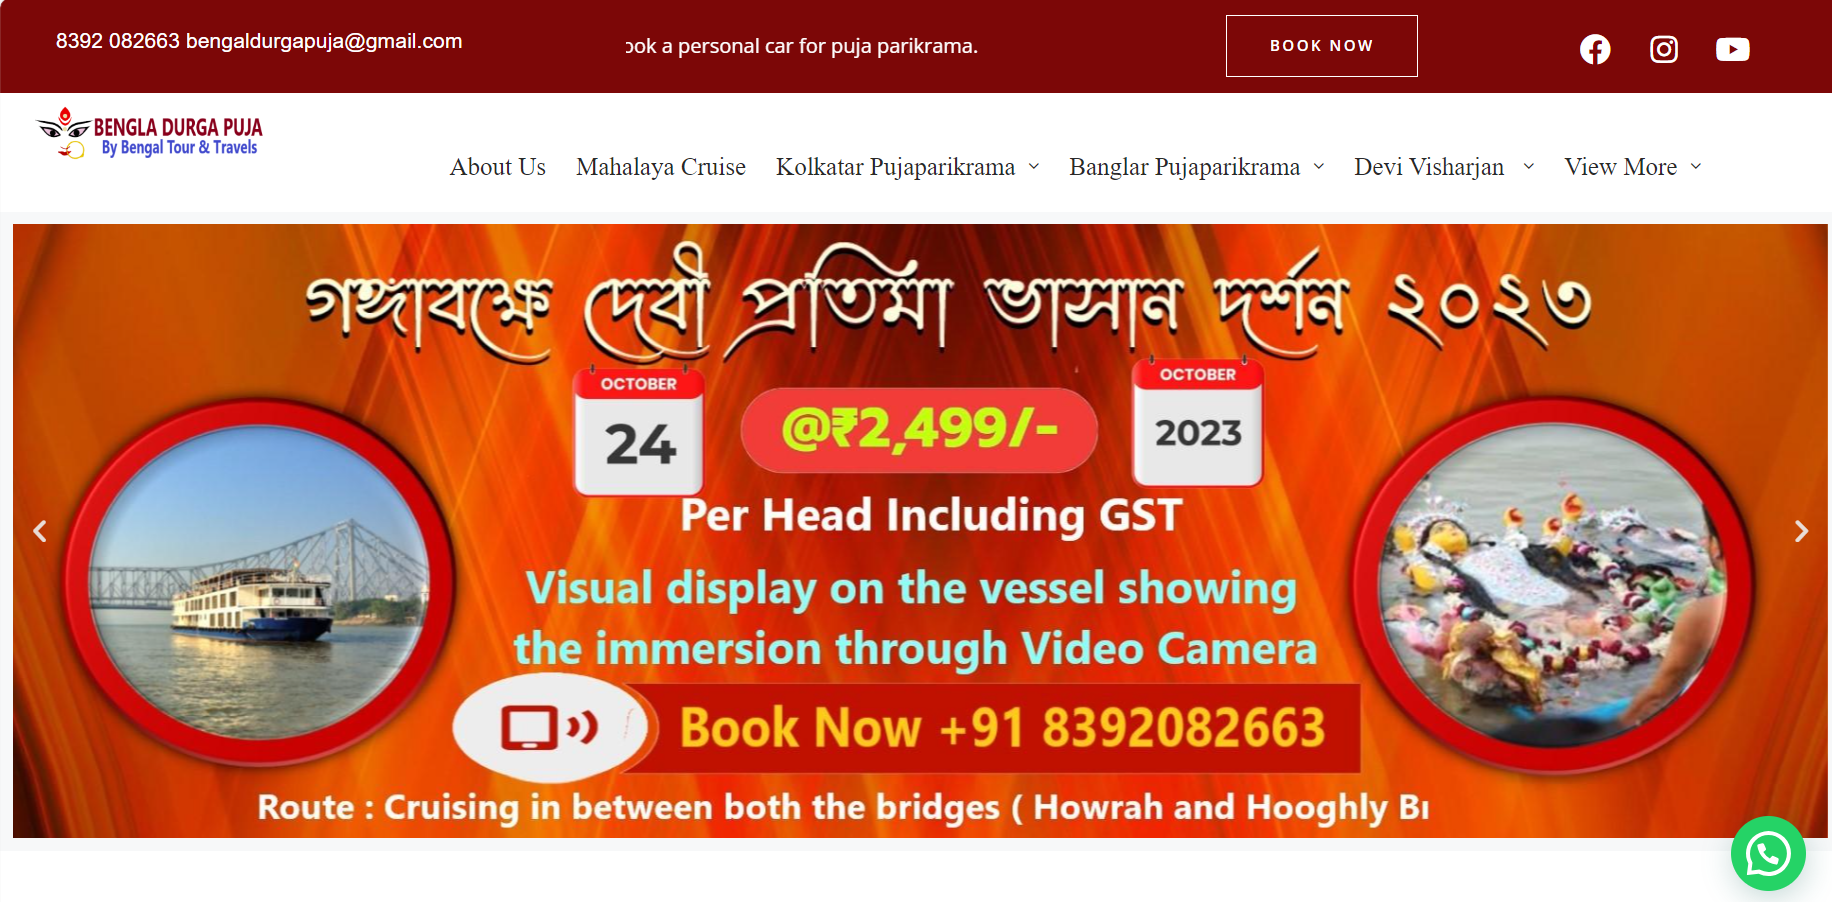 8392 082663 bengaldurgapuja@gmail.com
ook a personal car for puja parikrama.
BOOK NOW
BENGLA DURGA PUJA
By Bengal Tour & Travels
About Us
Mahalaya Cruise
Kolkatar Pujaparikrama
Banglar Pujaparikrama
Devi Visharjan
View More
গঙ্গাবক্ষে দেবী প্রতিমা ভাসান দর্শন ২০২৩
OCTOBER
24
@₹2,499/-
OCTOBER
2023
Per Head Including GST
Visual display on the vessel showing
the immersion through Video Camera
Book Now +91 8392082663
Route : Cruising in between both the bridges ( Howrah and Hooghly